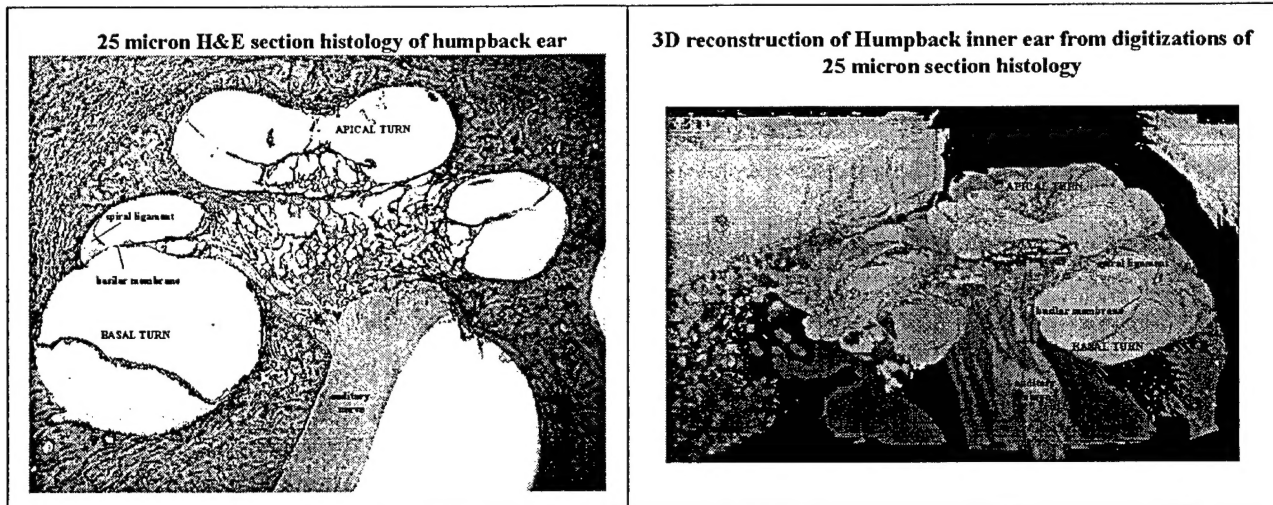 25 micron H&E section histology of humpback ear
APICAL TURN
spiral ligament
basilar membrane
BASAL TURN
auditory
nerve
3D reconstruction of Humpback inner ear from digitizations of
25 micron section histology
APICAL TURN
spiral ligament
basilar membrane
BASAL TURN
auditory